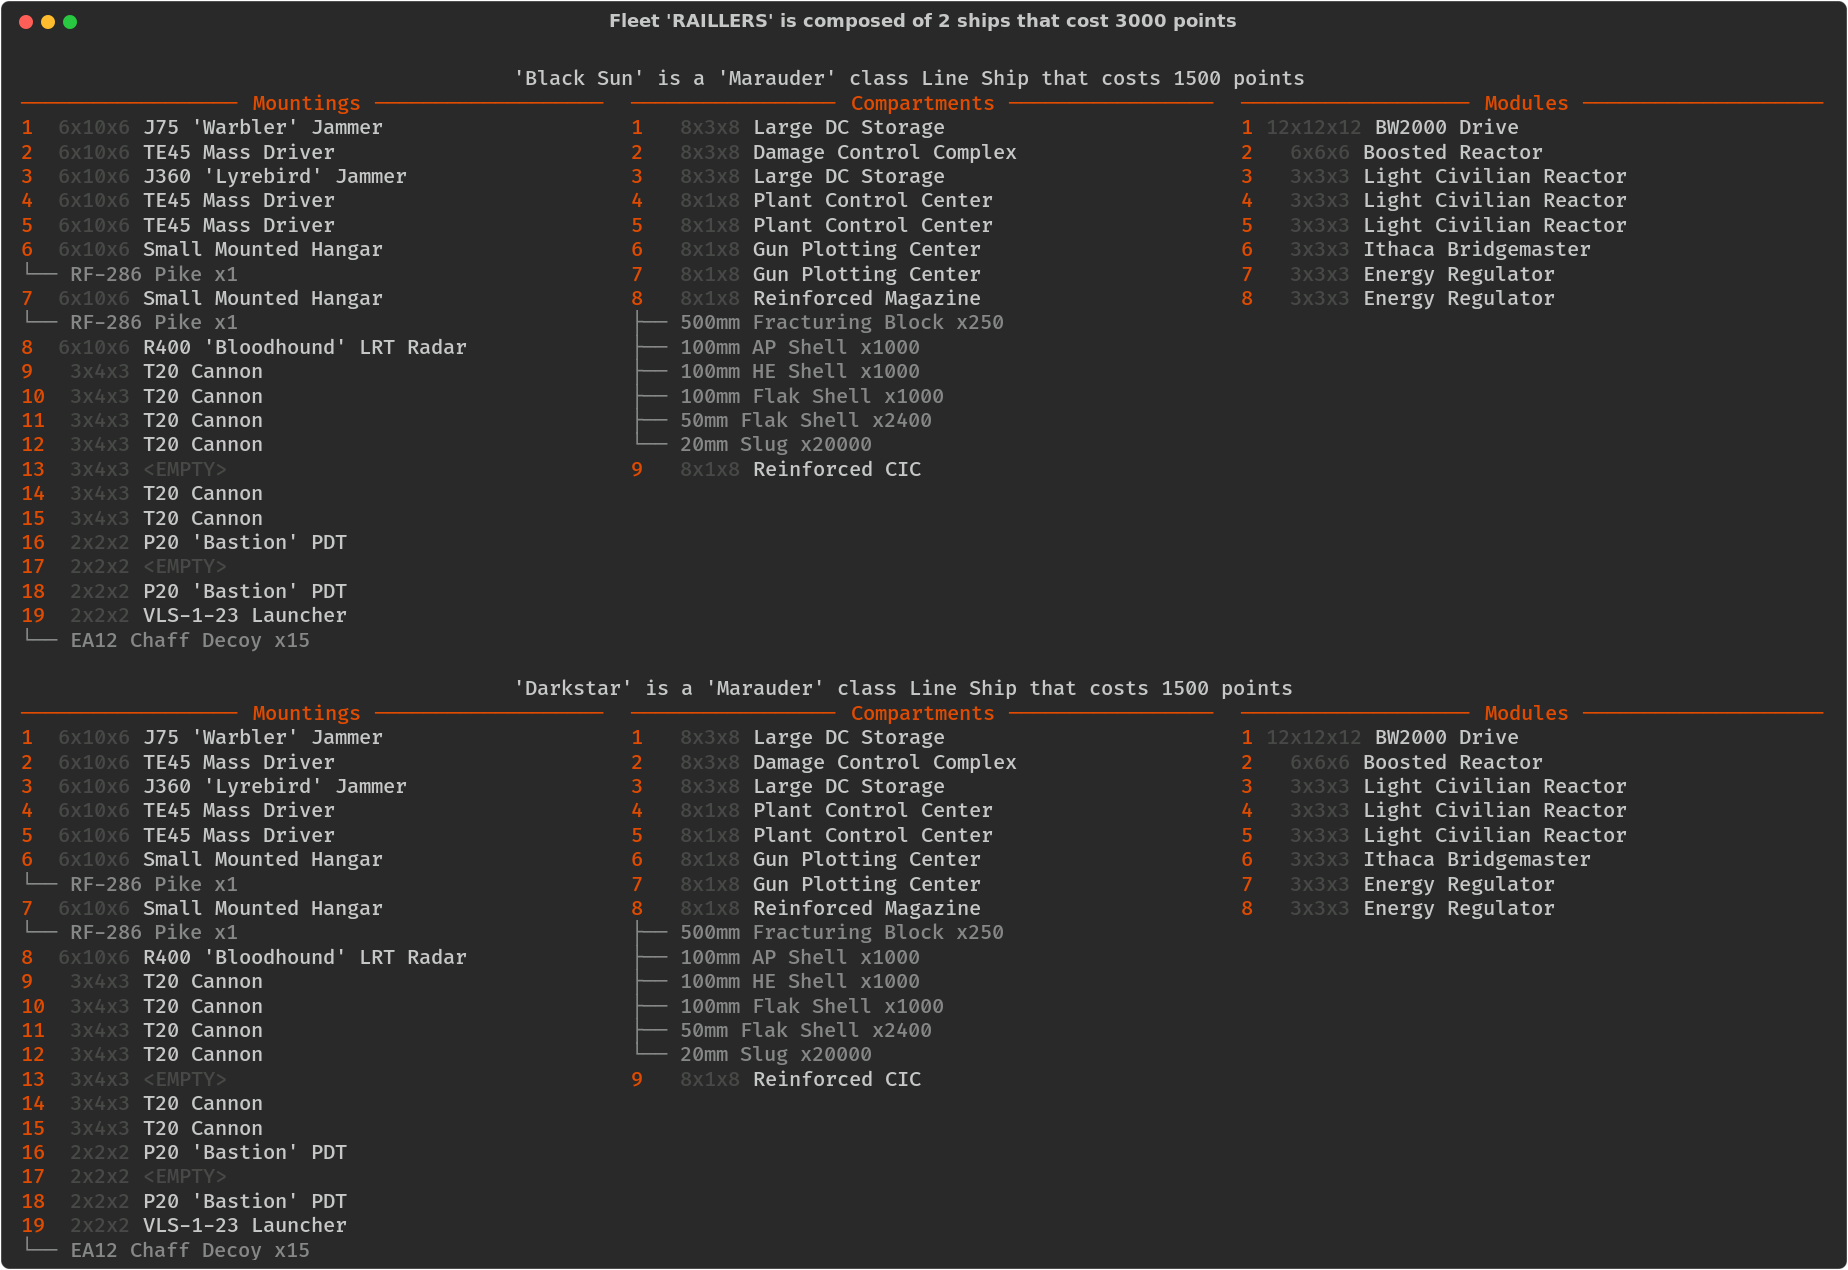 Fleet 'RAILLERS' is composed of 2 ships that cost 3000 points
'Black Sun' is a 'Marauder' class Line Ship that costs 1500 points
Mountings
1 6x10x6 J75 'Warbler' Jammer
2 6x10x6 TE45 Mass Driver
3 6x10x6 J360 'Lyrebird' Jammer
4 6x10x6 TE45 Mass Driver
5 6x10x6 TE45 Mass Driver
6 6x10x6 Small Mounted Hangar
└── RF-286 Pike x1
7 6x10x6 Small Mounted Hangar
└── RF-286 Pike x1
8 6x10x6 R400 'Bloodhound' LRT Radar
9 3x4x3 T20 Cannon
10 3x4x3 T20 Cannon
11 3x4x3 T20 Cannon
12 3x4x3 T20 Cannon
13 3x4x3 <EMPTY>
14 3x4x3 T20 Cannon
15 3x4x3 T20 Cannon
16 2x2x2 P20 'Bastion' PDT
17 2x2x2 <EMPTY>
18 2x2x2 P20 'Bastion' PDT
19 2x2x2 VLS-1-23 Launcher
└── EA12 Chaff Decoy x15
Compartments
1 8x3x8 Large DC Storage
2 8x3x8 Damage Control Complex
3 8x3x8 Large DC Storage
4 8x1x8 Plant Control Center
5 8x1x8 Plant Control Center
6 8x1x8 Gun Plotting Center
7 8x1x8 Gun Plotting Center
8 8x1x8 Reinforced Magazine
├── 500mm Fracturing Block x250
├── 100mm AP Shell x1000
├── 100mm HE Shell x1000
├── 100mm Flak Shell x1000
├── 50mm Flak Shell x2400
└── 20mm Slug x20000
9 8x1x8 Reinforced CIC
Modules
1 12x12x12 BW2000 Drive
2 6x6x6 Boosted Reactor
3 3x3x3 Light Civilian Reactor
4 3x3x3 Light Civilian Reactor
5 3x3x3 Light Civilian Reactor
6 3x3x3 Ithaca Bridgemaster
7 3x3x3 Energy Regulator
8 3x3x3 Energy Regulator
'Darkstar' is a 'Marauder' class Line Ship that costs 1500 points
Mountings
1 6x10x6 J75 'Warbler' Jammer
2 6x10x6 TE45 Mass Driver
3 6x10x6 J360 'Lyrebird' Jammer
4 6x10x6 TE45 Mass Driver
5 6x10x6 TE45 Mass Driver
6 6x10x6 Small Mounted Hangar
└── RF-286 Pike x1
7 6x10x6 Small Mounted Hangar
└── RF-286 Pike x1
8 6x10x6 R400 'Bloodhound' LRT Radar
9 3x4x3 T20 Cannon
10 3x4x3 T20 Cannon
11 3x4x3 T20 Cannon
12 3x4x3 T20 Cannon
13 3x4x3 <EMPTY>
14 3x4x3 T20 Cannon
15 3x4x3 T20 Cannon
16 2x2x2 P20 'Bastion' PDT
17 2x2x2 <EMPTY>
18 2x2x2 P20 'Bastion' PDT
19 2x2x2 VLS-1-23 Launcher
└── EA12 Chaff Decoy x15
Compartments
1 8x3x8 Large DC Storage
2 8x3x8 Damage Control Complex
3 8x3x8 Large DC Storage
4 8x1x8 Plant Control Center
5 8x1x8 Plant Control Center
6 8x1x8 Gun Plotting Center
7 8x1x8 Gun Plotting Center
8 8x1x8 Reinforced Magazine
├── 500mm Fracturing Block x250
├── 100mm AP Shell x1000
├── 100mm HE Shell x1000
├── 100mm Flak Shell x1000
├── 50mm Flak Shell x2400
└── 20mm Slug x20000
9 8x1x8 Reinforced CIC
Modules
1 12x12x12 BW2000 Drive
2 6x6x6 Boosted Reactor
3 3x3x3 Light Civilian Reactor
4 3x3x3 Light Civilian Reactor
5 3x3x3 Light Civilian Reactor
6 3x3x3 Ithaca Bridgemaster
7 3x3x3 Energy Regulator
8 3x3x3 Energy Regulator